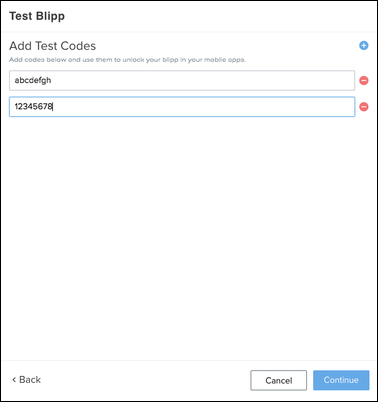 Test Blipp
Add Test Codes
Add codes below and use them to unlock your blipp in your mobile apps.
abcdefgh
12345678
< Back
Cancel
Continue